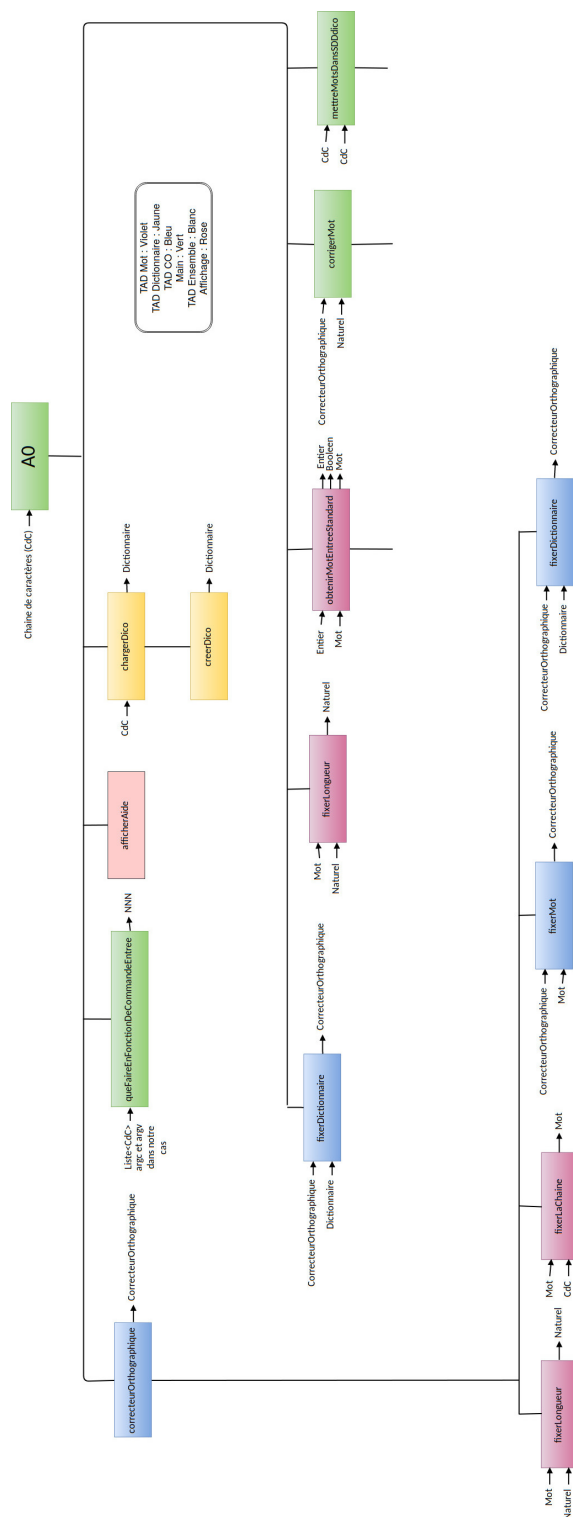 A0
Chaine de caractères (CdC)
TAD Mot : Violet
TAD Dictionnaire : Jaune
TAD CO : Bleu
Main : Vert
TAD Ensemble : Blanc
Affichage : Rose
correcteurOrthographique
CorrecteurOrthographique
Liste<CdC>
argc et argv
dans notre
cas
queFaireEnFonctionDeCommandeEntree
NNN
afficherAide
CdC
chargerDico
Dictionnaire
creerDico
Dictionnaire
CorrecteurOrthographique
Dictionnaire
fixerDictionnaire
CorrecteurOrthographique
Mot
Naturel
fixerLongueur
Naturel
Entier
Mot
obtenirMotEntreeStandard
Entier
Booleen
Mot
CorrecteurOrthographique
Naturel
corrigerMot
CdC
CdC
mettreMotsDansSDDdico
Mot
Naturel
fixerLongueur
Naturel
Mot
CdC
fixerLaChaine
Mot
CorrecteurOrthographique
Mot
fixerMot
CorrecteurOrthographique
CorrecteurOrthographique
Dictionnaire
fixerDictionnaire
CorrecteurOrthographique